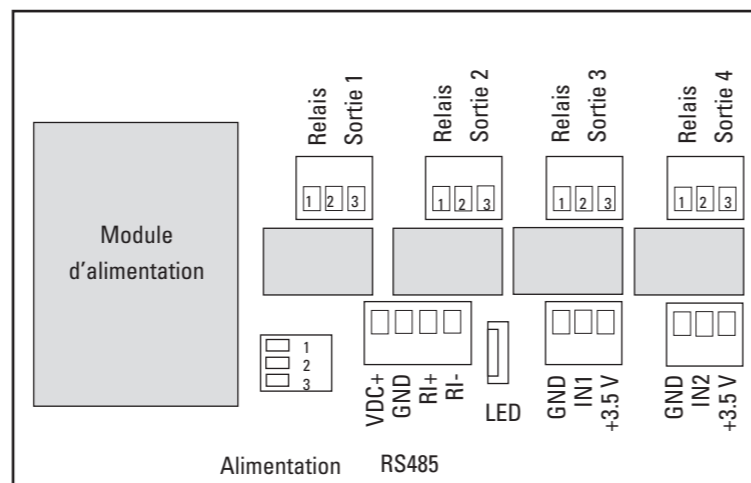 Relais
Sortie 1
Relais
Sortie 2
Relais
Sortie 3
Relais
Sortie 4
1 2 3
1 2 3
1 2 3
1 2 3
Module
d’alimentation
1
2
3
VDC+
GND
RI+
RI-
LED
GND
IN1
+3.5 V
GND
IN2
+3.5 V
Alimentation
RS485